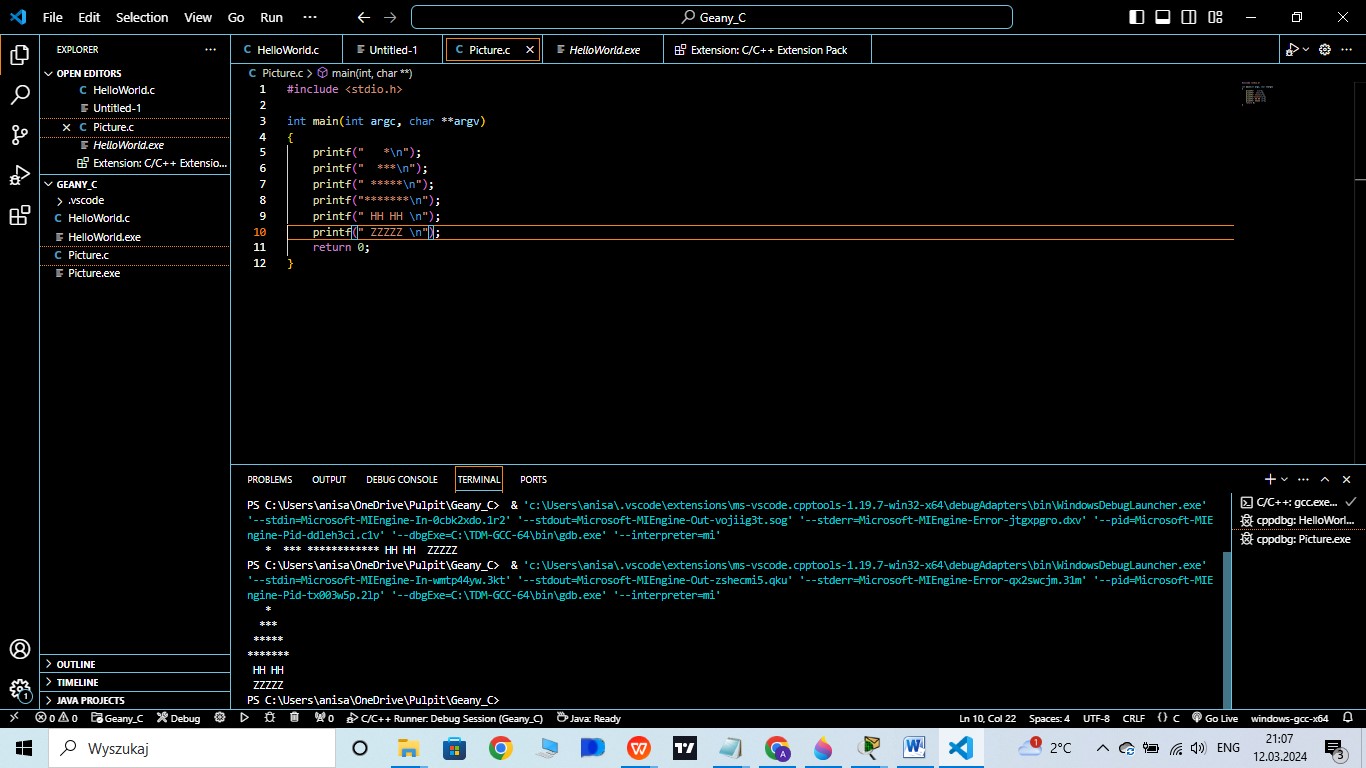 File Edit Selection View Go Run ··· Geany_C
EXPLORER ···
OPEN EDITORS
HelloWorld.c
Untitled-1
Picture.c
HelloWorld.exe
Extension: C/C++ Extensio...
GEANY_C
.vscode
HelloWorld.c
HelloWorld.exe
Picture.c
Picture.exe
OUTLINE
TIMELINE
JAVA PROJECTS
HelloWorld.c Untitled-1 Picture.c HelloWorld.exe Extension: C/C++ Extension Pack
Picture.c > main(int, char **)
1 #include <stdio.h>
2
3 int main(int argc, char **argv)
4 {
5     printf("   *\n");
6     printf("  ***\n");
7     printf(" *****\n");
8     printf("*******\n");
9     printf(" HH HH \n");
10     printf(" ZZZZZ \n");
11     return 0;
12 }
PROBLEMS OUTPUT DEBUG CONSOLE TERMINAL PORTS
PS C:\Users\anisa\OneDrive\Pulpit\Geany_C>  & 'c:\Users\anisa\.vscode\extensions\ms-vscode.cpptools-1.19.7-win32-x64\debugAdapters\bin\WindowsDebugLauncher.exe'
'--stdin=Microsoft-MIEngine-In-0cbk2xdo.1r2' '--stdout=Microsoft-MIEngine-Out-vojiig3t.sog' '--stderr=Microsoft-MIEngine-Error-jtgxpgro.dxv' '--pid=Microsoft-MIE
ngine-Pid-ddleh3ci.c1v' '--dbgExe=C:\TDM-GCC-64\bin\gdb.exe' '--interpreter=mi'
   *  *** ************ HH HH  ZZZZZ
PS C:\Users\anisa\OneDrive\Pulpit\Geany_C>  & 'c:\Users\anisa\.vscode\extensions\ms-vscode.cpptools-1.19.7-win32-x64\debugAdapters\bin\WindowsDebugLauncher.exe'
'--stdin=Microsoft-MIEngine-In-wmtp44yw.3kt' '--stdout=Microsoft-MIEngine-Out-zshecmi5.qku' '--stderr=Microsoft-MIEngine-Error-qx2swcjm.31m' '--pid=Microsoft-MIE
ngine-Pid-tx003w5p.21p' '--dbgExe=C:\TDM-GCC-64\bin\gdb.exe' '--interpreter=mi'
   *
  ***
 *****
*******
 HH HH
 ZZZZZ
PS C:\Users\anisa\OneDrive\Pulpit\Geany_C>
C/C++: gcc.exe...
cppdbg: HelloWorl...
cppdbg: Picture.exe
0 0 Geany_C Debug 0 C/C++ Runner: Debug Session (Geany_C) Java: Ready Ln 10, Col 22 Spaces: 4 UTF-8 CRLF {} C Go Live windows-gcc-x64
Wyszukaj 2°C ENG 21:07
12.03.2024 3